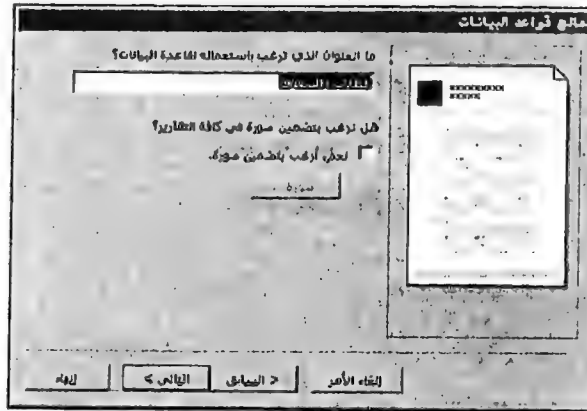 معالج قواعد البيانات
ما العنوان الذي ترغب باستعماله لقاعدة البيانات؟
هل ترغب بتضمين صورة في كافة التقارير؟
نعم، أرغب بتضمين صورة.
صورة
إلغاء الأمر
< السابق
التالي >
إنهاء